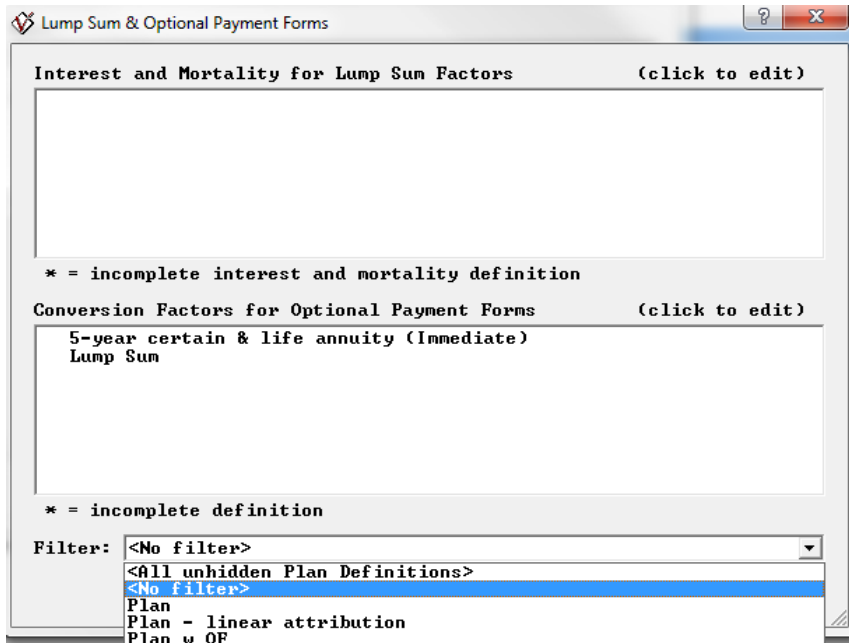 Lump Sum & Optional Payment Forms
Interest and Mortality for Lump Sum Factors (click to edit)
* = incomplete interest and mortality definition
Conversion Factors for Optional Payment Forms (click to edit)
5-year certain & life annuity (Immediate)
Lump Sum
* = incomplete definition
Filter: <No filter>
<All unhidden Plan Definitions>
<No filter>
Plan
Plan - linear attribution
Plan w OF